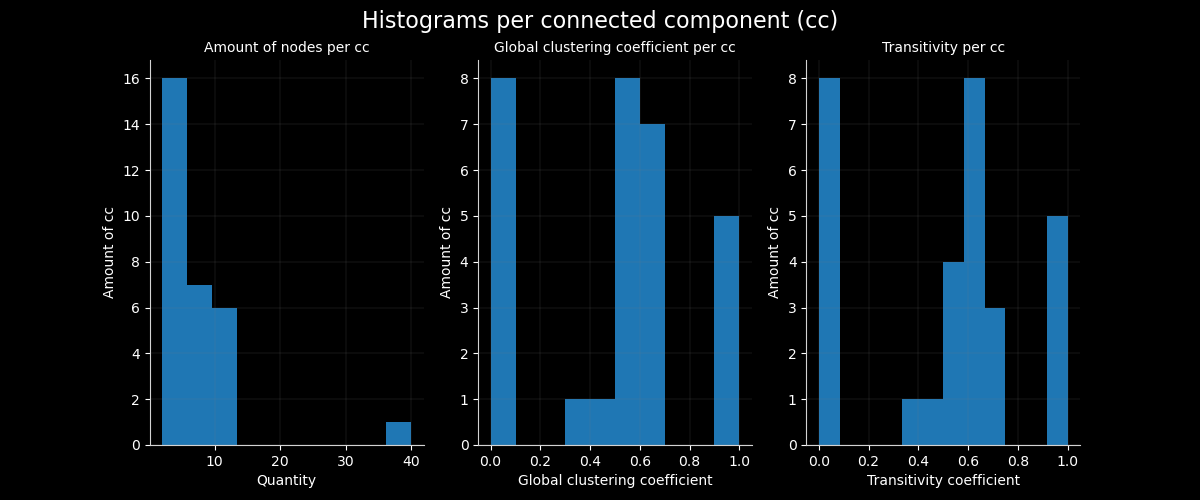 Histograms per connected component (cc)
Amount of nodes per cc
Global clustering coefficient per cc
Transitivity per cc
Amount of cc
16
14
12
10
8
6
4
2
0
10 20 30 40
Quantity
Amount of cc
8
7
6
5
4
3
2
1
0
0.0 0.2 0.4 0.6 0.8 1.0
Global clustering coefficient
Amount of cc
8
7
6
5
4
3
2
1
0
0.0 0.2 0.4 0.6 0.8 1.0
Transitivity coefficient